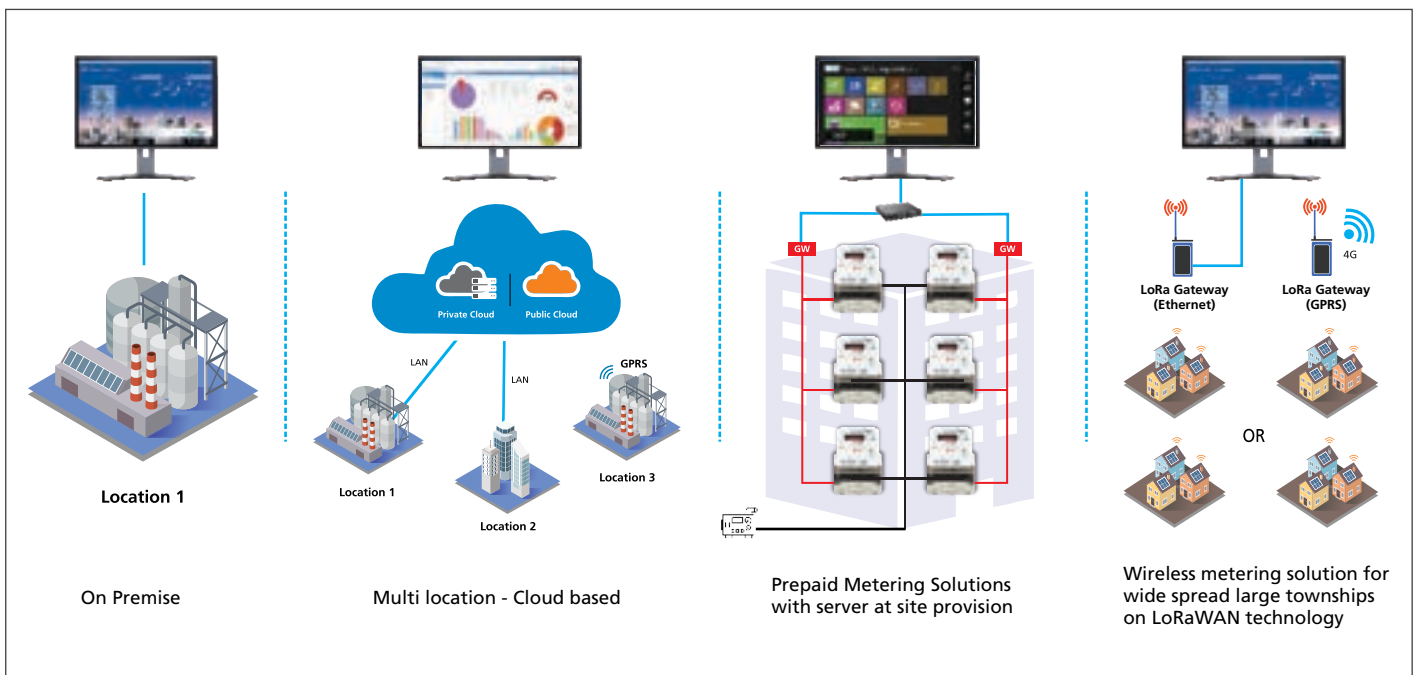 Location 1
On Premise
Private Cloud
Public Cloud
LAN
LAN
GPRS
Location 1
Location 2
Location 3
Multi location - Cloud based
GW
GW
Prepaid Metering Solutions
with server at site provision
4G
LoRa Gateway
(Ethernet)
LoRa Gateway
(GPRS)
OR
Wireless metering solution for
wide spread large townships
on LoRaWAN technology